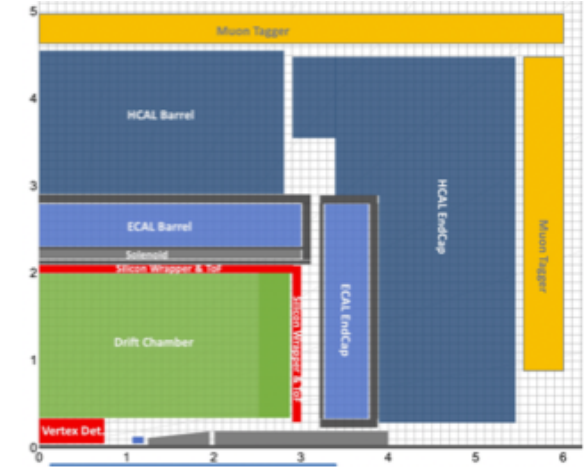 5
Muon Tagger
4
HCAL Barrel
3
HCAL EndCap
ECAL Barrel
Muon Tagger
Solenoid
Silicon Wrapper & ToF
2
ECAL EndCap
Silicon Wrapper & ToF
Drift Chamber
1
Vertex Det.
0
0 1 2 3 4 5 6